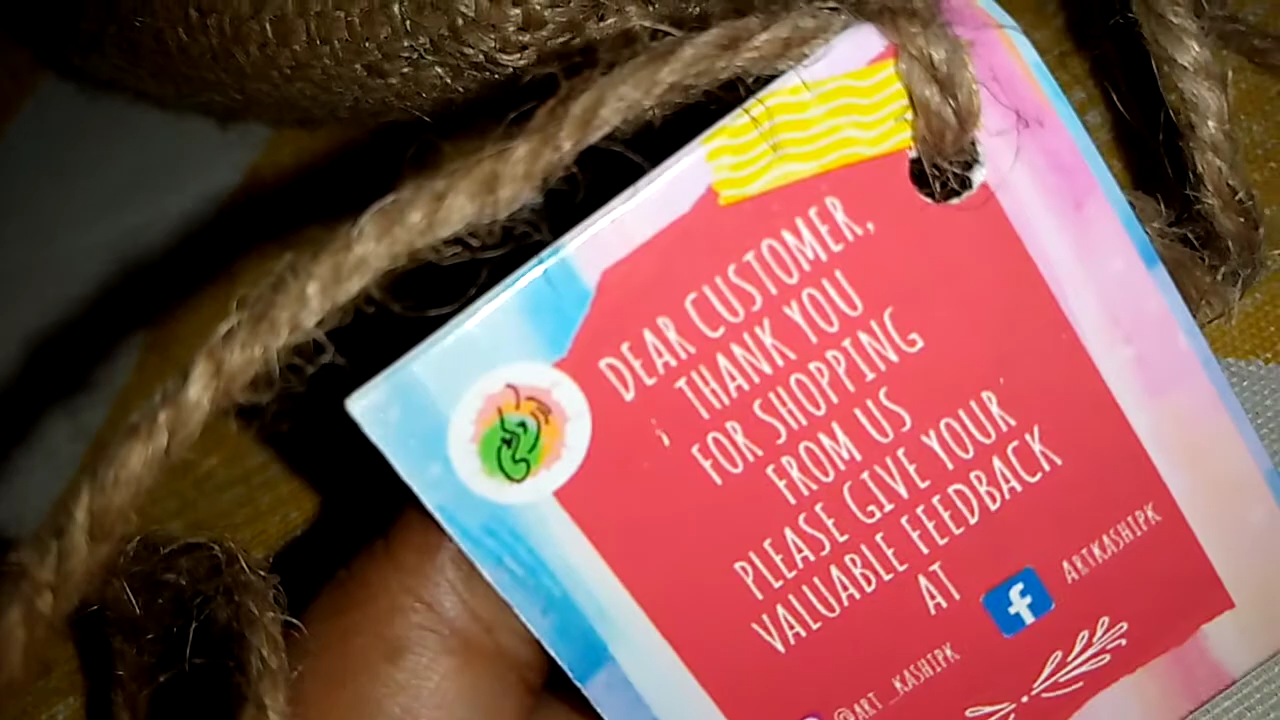 DEAR CUSTOMER,
THANK YOU
FOR SHOPPING
FROM US
PLEASE GIVE YOUR
VALUABLE FEEDBACK
AT
f ARTKASHIPK
@ART_KASHIPK